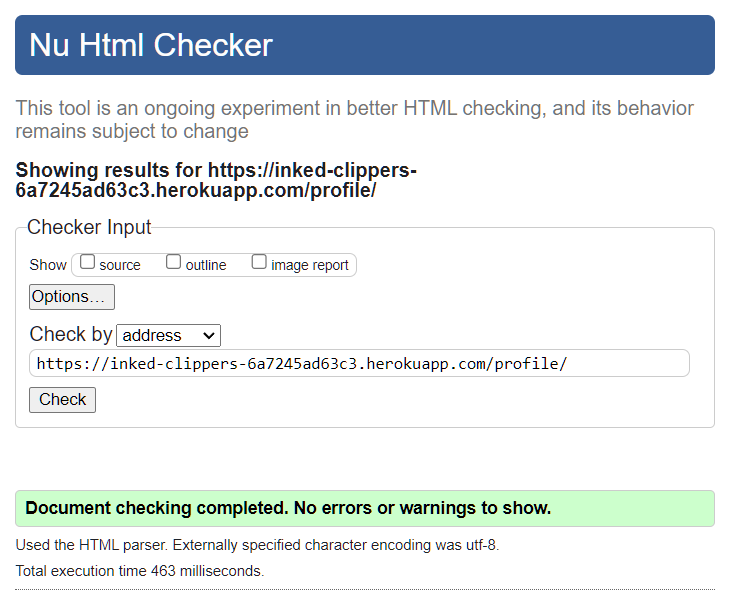 Nu Html Checker
This tool is an ongoing experiment in better HTML checking, and its behavior
remains subject to change
Showing results for https://inked-clippers-
6a7245ad63c3.herokuapp.com/profile/
Checker Input
Show source outline image report
Options...
Check by address
https://inked-clippers-6a7245ad63c3.herokuapp.com/profile/
Check
Document checking completed. No errors or warnings to show.
Used the HTML parser. Externally specified character encoding was utf-8.
Total execution time 463 milliseconds.